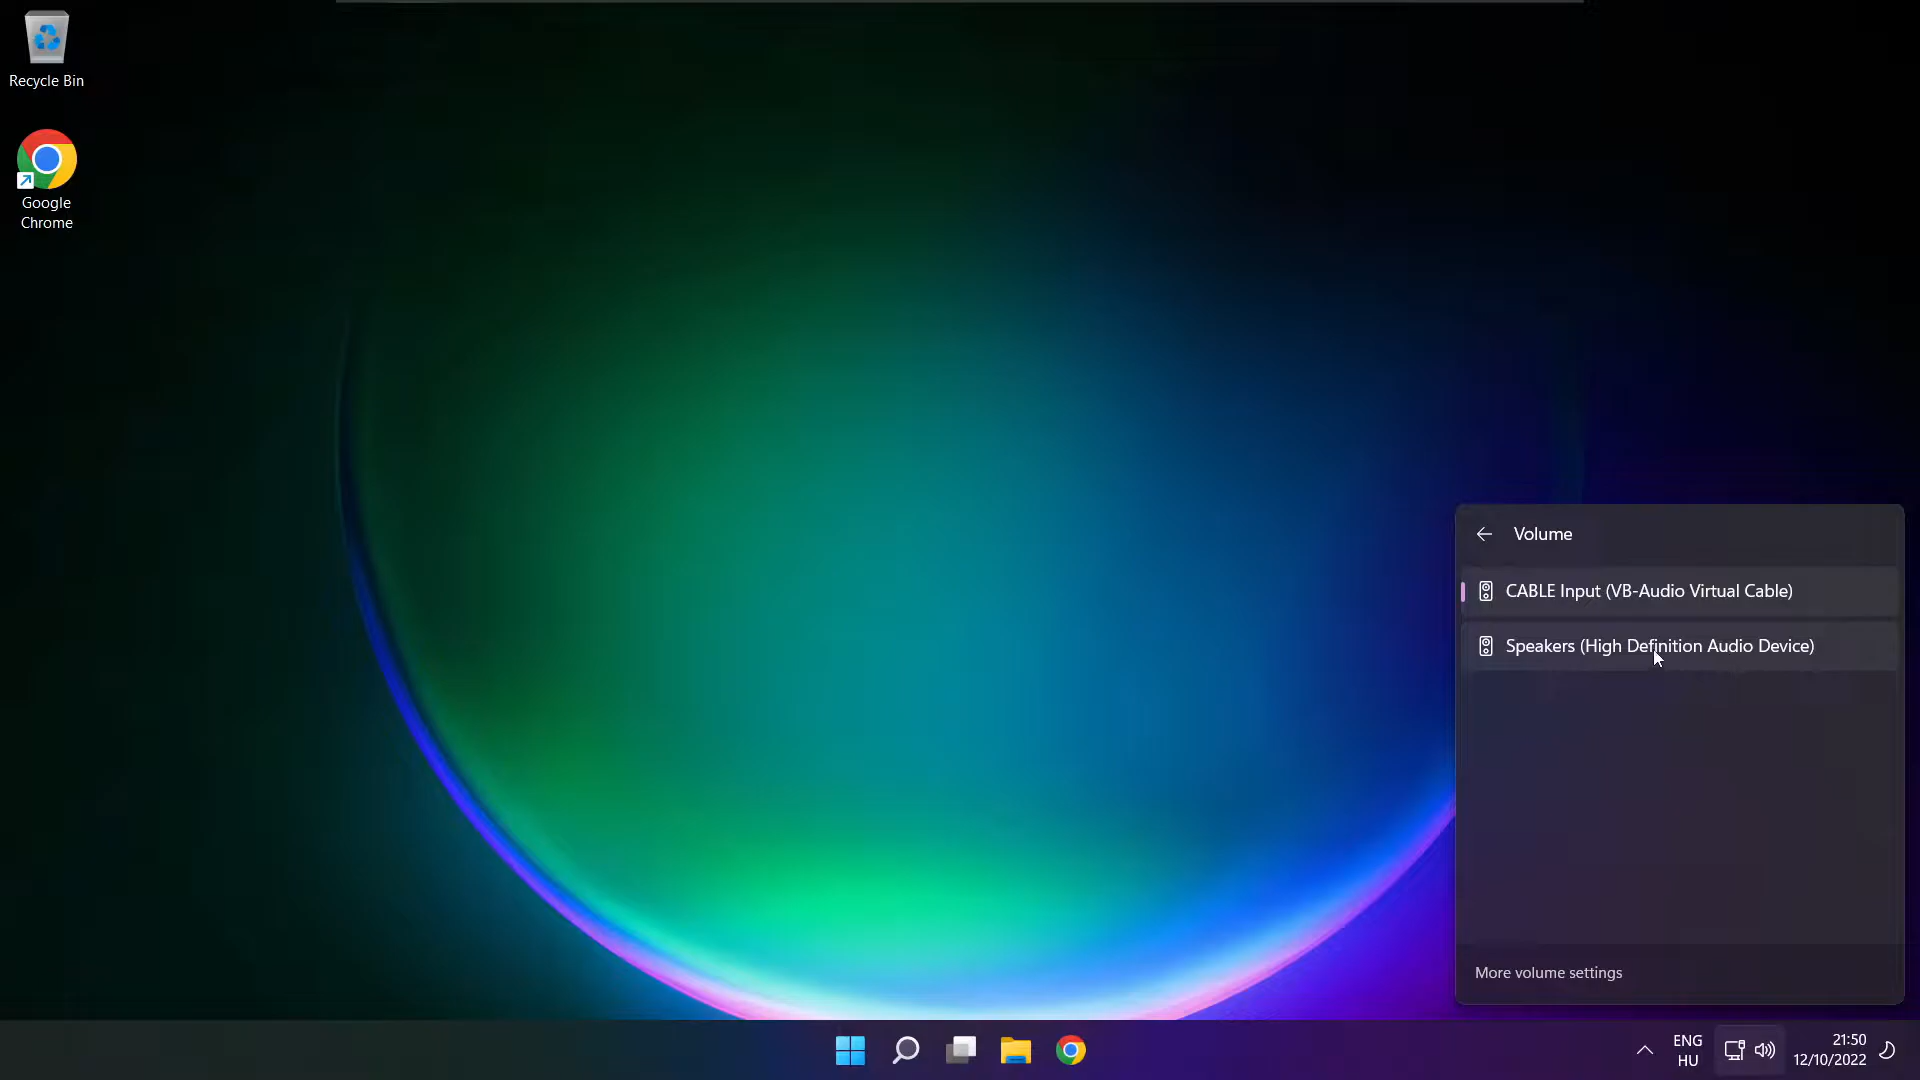 Recycle Bin
Google
Chrome
Volume
CABLE Input (VB-Audio Virtual Cable)
Speakers (High Definition Audio Device)
More volume settings
ENG
HU
21:50
12/10/2022